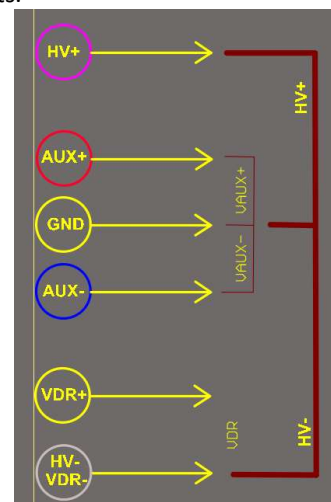 HV+
HV+
AUX+
VAUX+
GND
VAUX-
AUX-
VDR+
VDR
HV-
HV-
VDR-